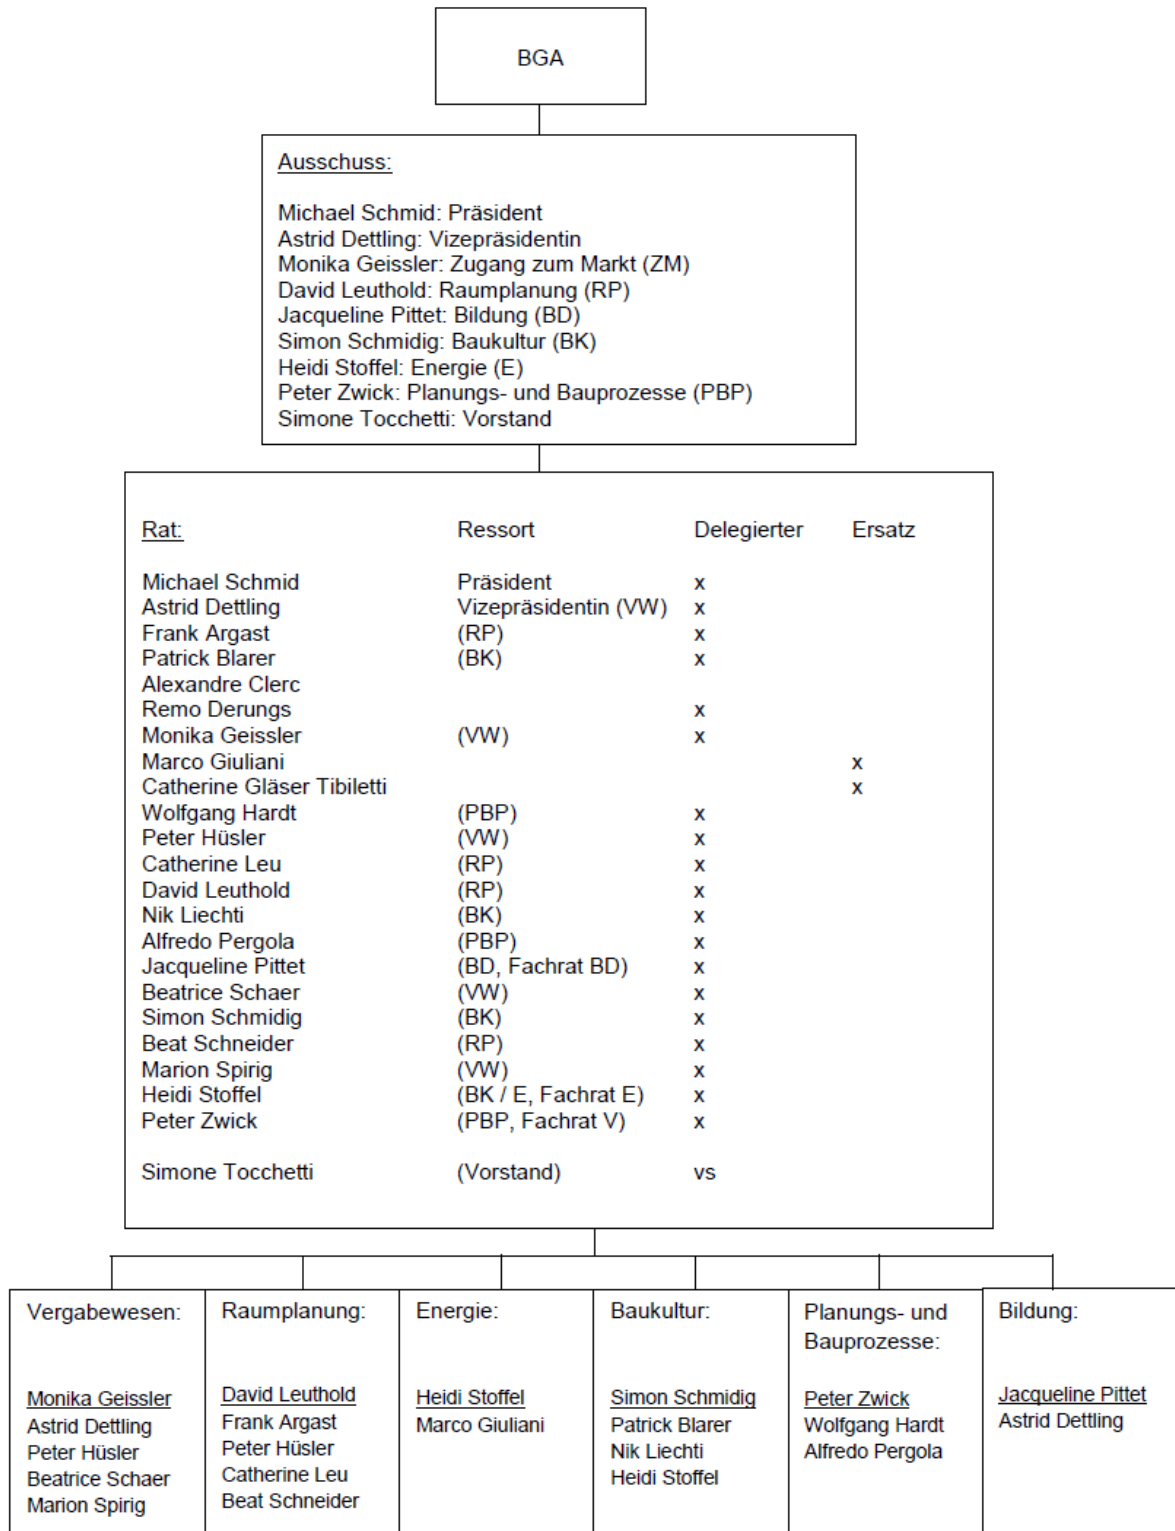 BGA
Ausschuss:
Michael Schmid: Präsident
Astrid Dettling: Vizepräsidentin
Monika Geissler: Zugang zum Markt (ZM)
David Leuthold: Raumplanung (RP)
Jacqueline Pittet: Bildung (BD)
Simon Schmidig: Baukultur (BK)
Heidi Stoffel: Energie (E)
Peter Zwick: Planungs- und Bauprozesse (PBP)
Simone Tocchetti: Vorstand
Rat: Ressort Delegierter Ersatz
Michael Schmid Präsident x
Astrid Dettling Vizepräsidentin (VW) x
Frank Argast (RP) x
Patrick Blarer (BK) x
Alexandre Clerc
Remo Derungs x
Monika Geissler (VW) x
Marco Giuliani x
Catherine Gläser Tibiletti x
Wolfgang Hardt (PBP) x
Peter Hüsler (VW) x
Catherine Leu (RP) x
David Leuthold (RP) x
Nik Liechti (BK) x
Alfredo Pergola (PBP) x
Jacqueline Pittet (BD, Fachrat BD) x
Beatrice Schaer (VW) x
Simon Schmidig (BK) x
Beat Schneider (RP) x
Marion Spirig (VW) x
Heidi Stoffel (BK / E, Fachrat E) x
Peter Zwick (PBP, Fachrat V) x
Simone Tocchetti (Vorstand) vs
Vergabewesen:
Monika Geissler
Astrid Dettling
Peter Hüsler
Beatrice Schaer
Marion Spirig
Raumplanung:
David Leuthold
Frank Argast
Peter Hüsler
Catherine Leu
Beat Schneider
Energie:
Heidi Stoffel
Marco Giuliani
Baukultur:
Simon Schmidig
Patrick Blarer
Nik Liechti
Heidi Stoffel
Planungs- und
Bauprozesse:
Peter Zwick
Wolfgang Hardt
Alfredo Pergola
Bildung:
Jacqueline Pittet
Astrid Dettling